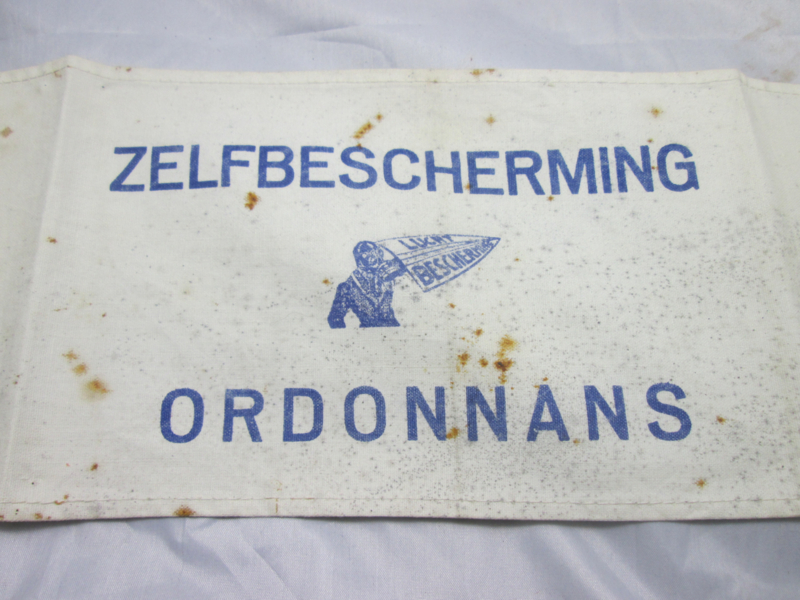 ZELFBESCHERMING
LUCHT
BESCHERMING
ORDONNANS